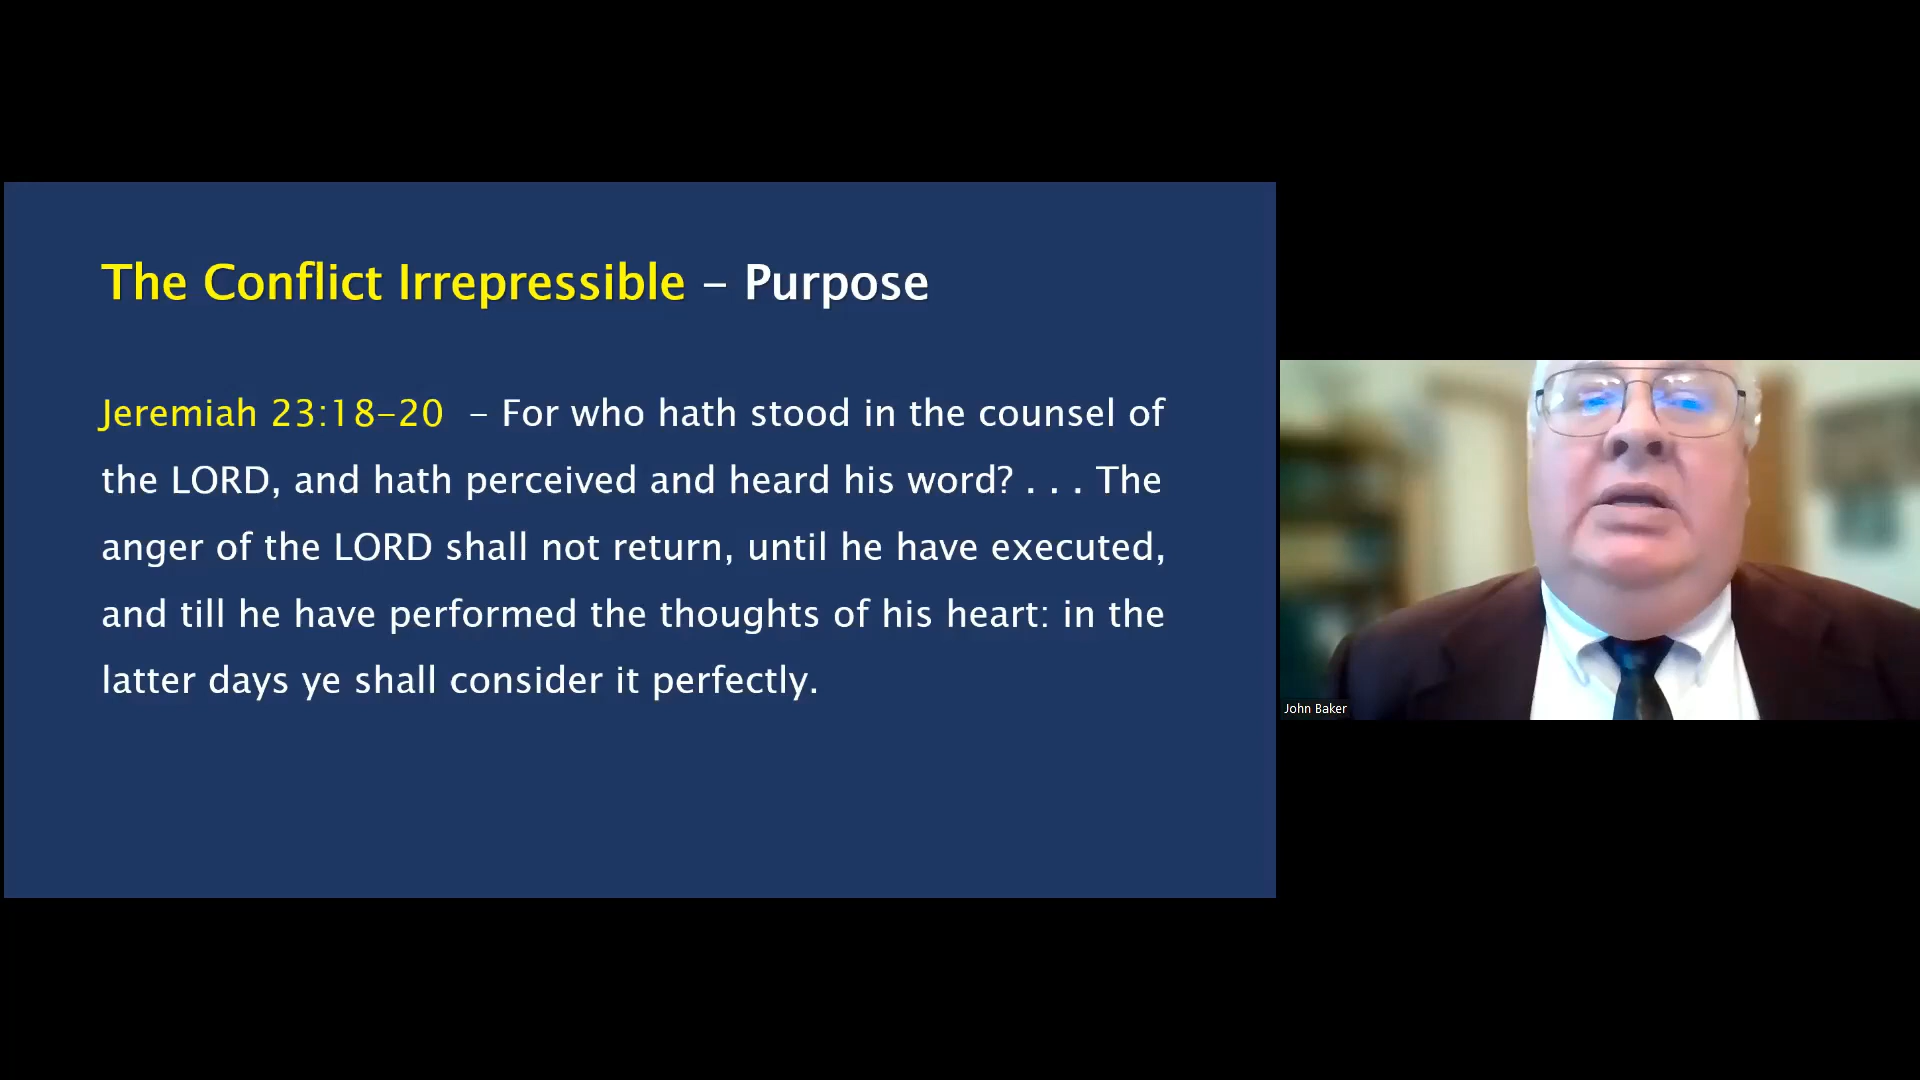 The Conflict Irrepressible – Purpose
Jeremiah 23:18–20 – For who hath stood in the counsel of
the LORD, and hath perceived and heard his word? . . . The
anger of the LORD shall not return, until he have executed,
and till he have performed the thoughts of his heart: in the
latter days ye shall consider it perfectly.
John Baker